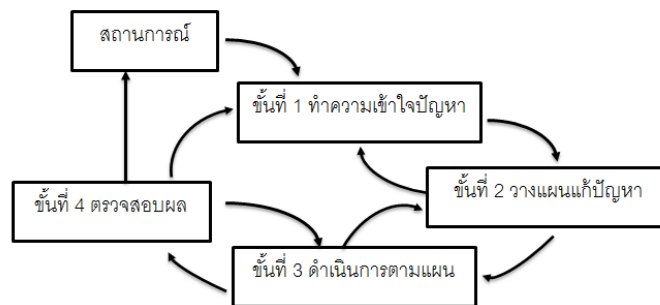 สถานการณ์
ขั้นที่ 1 ทำความเข้าใจปัญหา
ขั้นที่ 2 วางแผนแก้ปัญหา
ขั้นที่ 4 ตรวจสอบผล
ขั้นที่ 3 ดำเนินการตามแผน